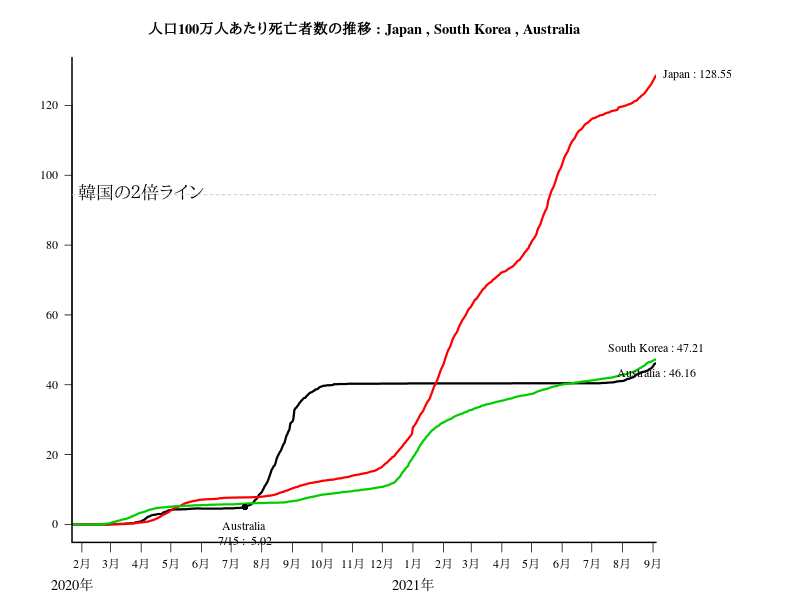 人口100万人あたり死亡者数の推移 : Japan , South Korea , Australia
Japan : 128.55
120
100
韓国の2倍ライン
80
60
South Korea : 47.21
Australia : 46.16
40
20
0
Australia
7/15 : 5.02
2月 3月 4月 5月 6月 7月 8月 9月 10月 11月 12月 1月 2月 3月 4月 5月 6月 7月 8月 9月
2020年 2021年